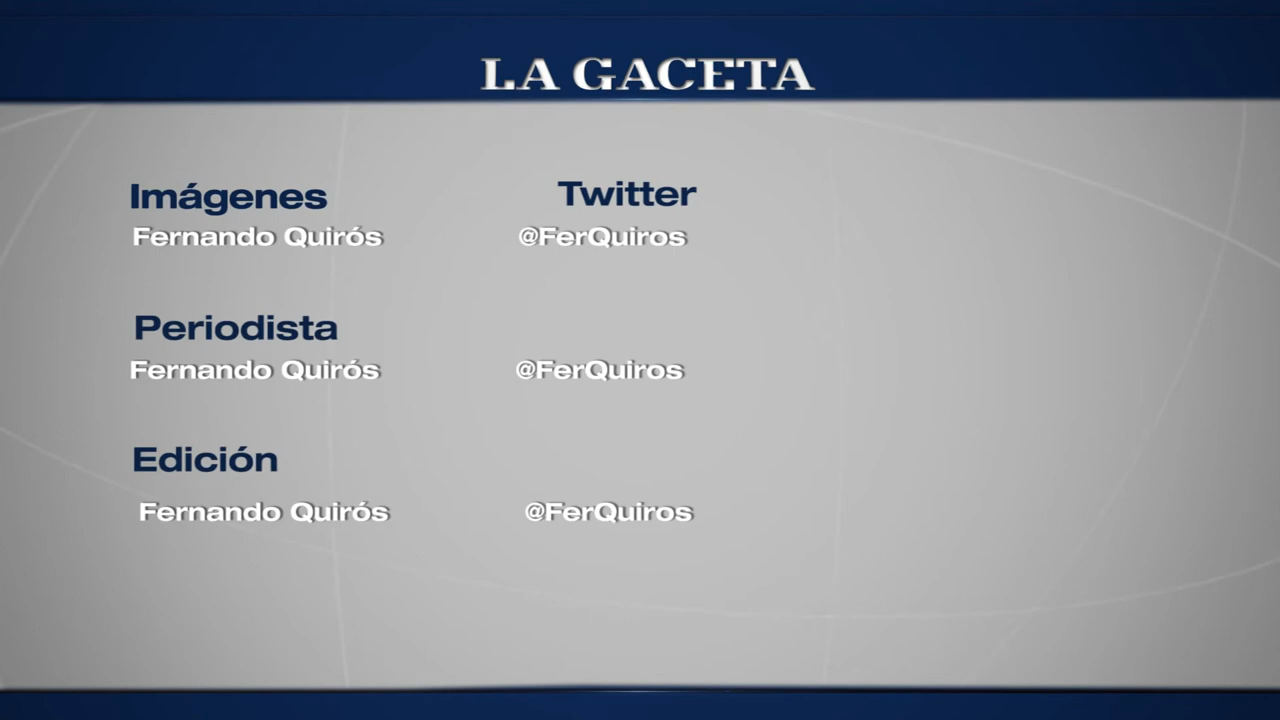 LA GACETA
Imágenes Twitter
Fernando Quirós @FerQuiros
Periodista
Fernando Quirós @FerQuiros
Edición
Fernando Quirós @FerQuiros